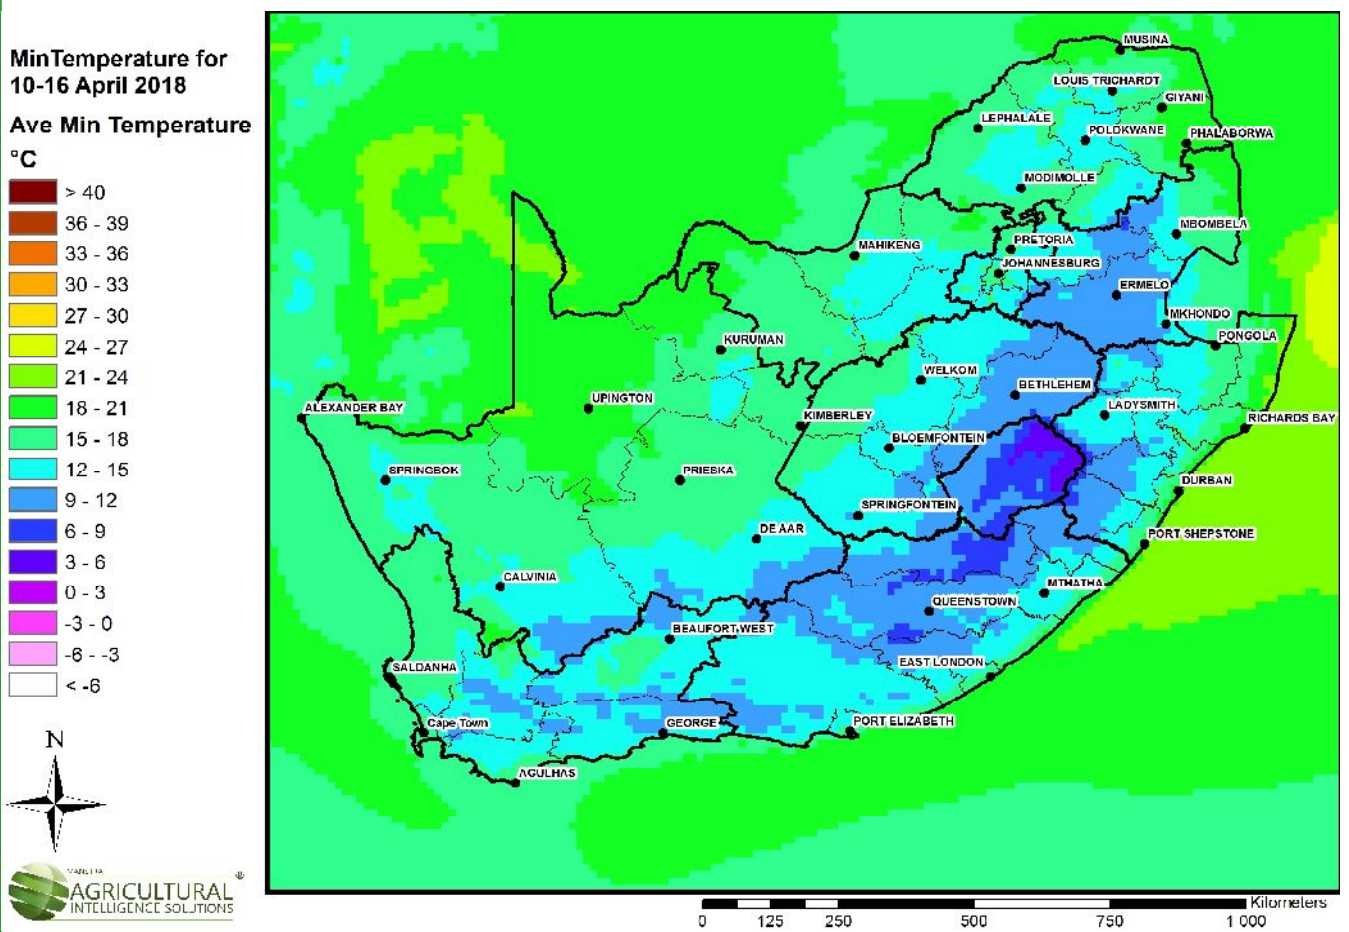 MinTemperature for
10-16 April 2018
Ave Min Temperature
°C
> 40
36 - 39
33 - 36
30 - 33
27 - 30
24 - 27
21 - 24
18 - 21
15 - 18
12 - 15
9 - 12
6 - 9
3 - 6
0 - 3
-3 - 0
-6 - -3
< -6
N
AGRICULTURAL ®
INTELLIGENCE SOLUTIONS
MUSINA
LOUIS TRICHARDT
GIYANI
LEPHALALE
POLOKWANE
PHALABORWA
MODIMOLLE
MBOMBELA
PRETORIA
MAHIKENG
JOHANNESBURG
ERMELO
MKHONDO
KURUMAN
PONGOLA
WELKOM
BETHLEHEM
UPINGTON
ALEXANDER BAY
LADYSMITH
KIMBERLEY
RICHARDS BAY
BLOEMFONTEIN
SPRINGBOK
PRIESKA
DURBAN
SPRINGFONTEIN
DE AAR
PORT SHEPSTONE
CALVINIA
MTHATHA
QUEENSTOWN
BEAUFORT WEST
EAST LONDON
SALDANHA
Cape Town
GEORGE
PORT ELIZABETH
AGULHAS
Kilometers
0 125 250 500 750 1 000